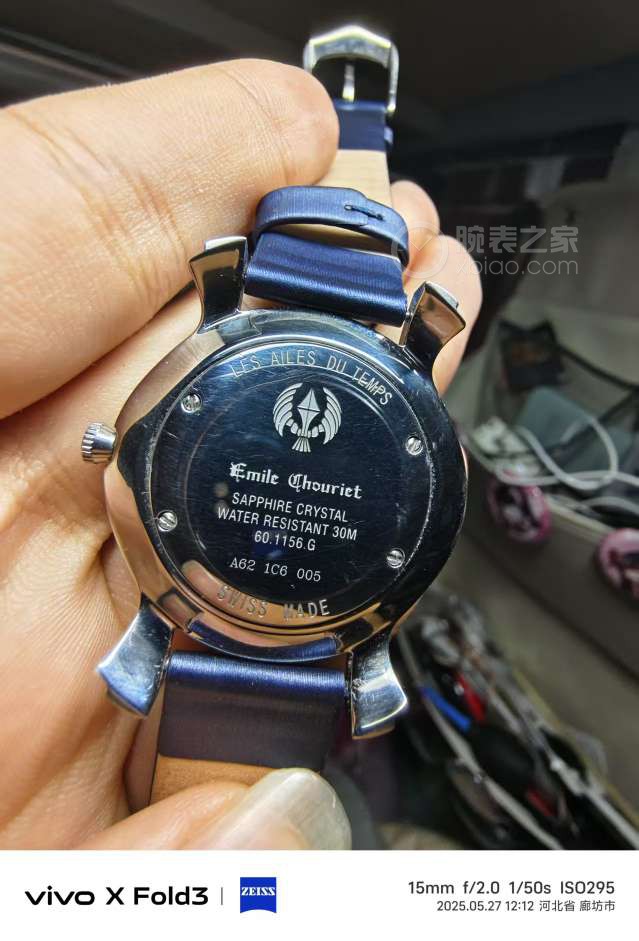 腕表之家
xbiao.com
LES AILES DU TEMPS
Emile Chouriet
SAPPHIRE CRYSTAL
WATER RESISTANT 30M
60.1156.G
A62 1C6 005
SWISS MADE
vivo X Fold3 | ZEISS
15mm f/2.0 1/50s ISO295
2025.05.27 12:12 河北省 廊坊市